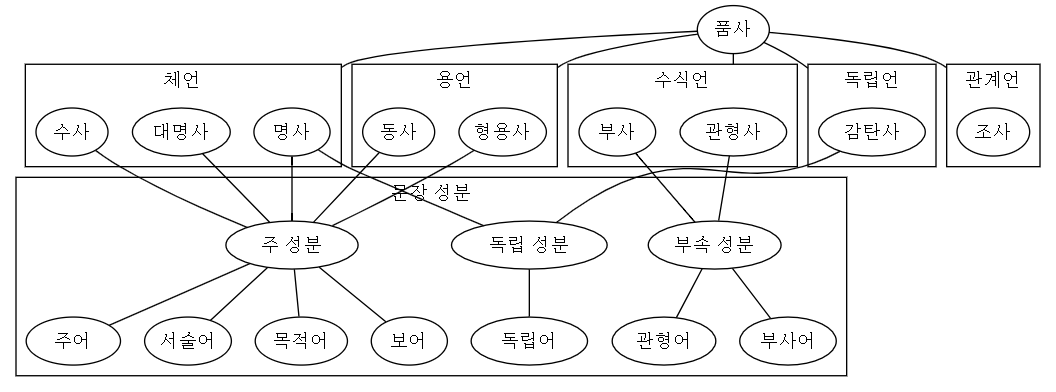 품사
체언 용언 수식언 독립언 관계언
수사 대명사 명사 동사 형용사 부사 관형사 감탄사 조사
문장 성분
주 성분 독립 성분 부속 성분
주어 서술어 목적어 보어 독립어 관형어 부사어